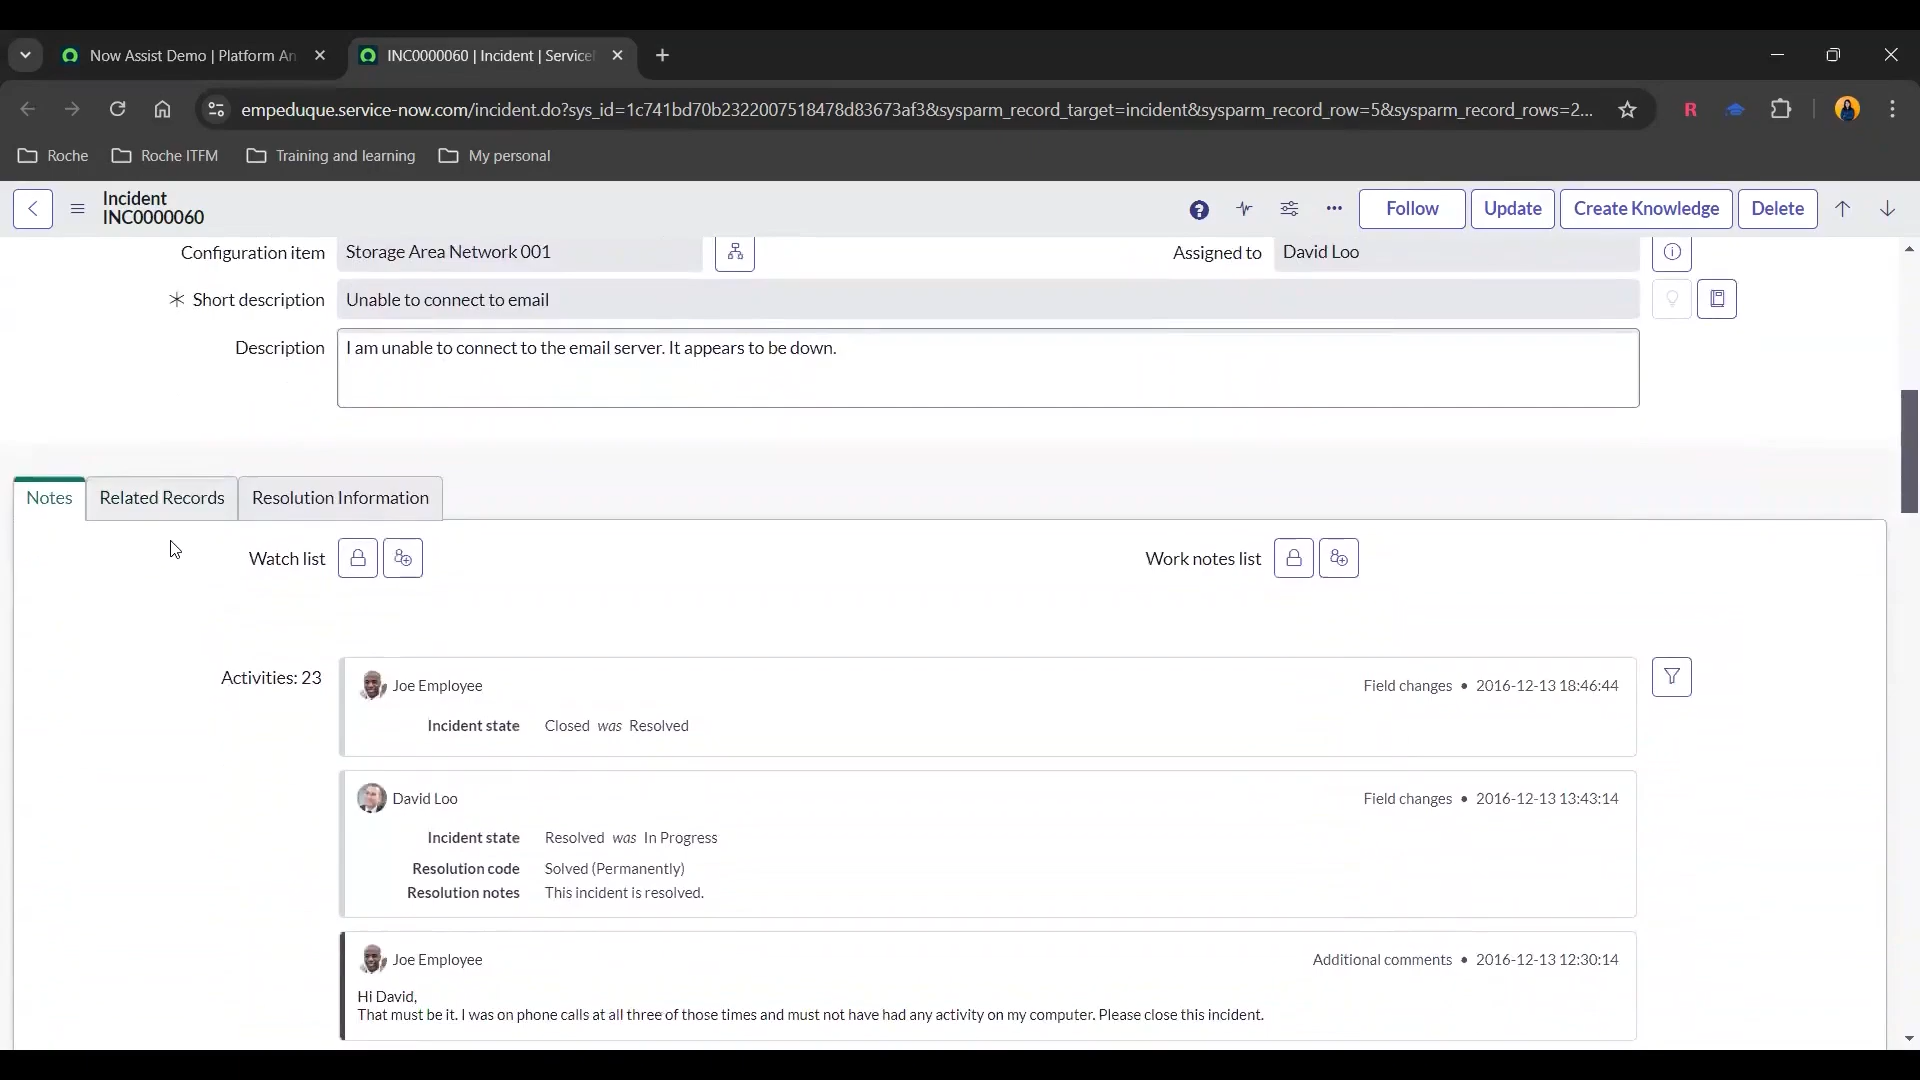 Now Assist Demo | Platform An
INC0000060 | Incident | Service
empeduque.service-now.com/incident.do?sys_id=1c741bd70b2322007518478d83673af3&sysparm_record_target=incident&sysparm_record_row=5&sysparm_record_rows=2...
R
Roche
Roche ITFM
Training and learning
My personal
Incident
INC0000060
Follow
Update
Create Knowledge
Delete
Configuration item
Storage Area Network 001
Assigned to
David Loo
Short description
Unable to connect to email
Description
I am unable to connect to the email server. It appears to be down.
Notes
Related Records
Resolution Information
Watch list
Work notes list
Activities: 23
Joe Employee
Field changes • 2016-12-13 18:46:44
Incident state Closed was Resolved
David Loo
Field changes • 2016-12-13 13:43:14
Incident state Resolved was In Progress
Resolution code Solved (Permanently)
Resolution notes This incident is resolved.
Joe Employee
Additional comments • 2016-12-13 12:30:14
Hi David,
That must be it. I was on phone calls at all three of those times and must not have had any activity on my computer. Please close this incident.